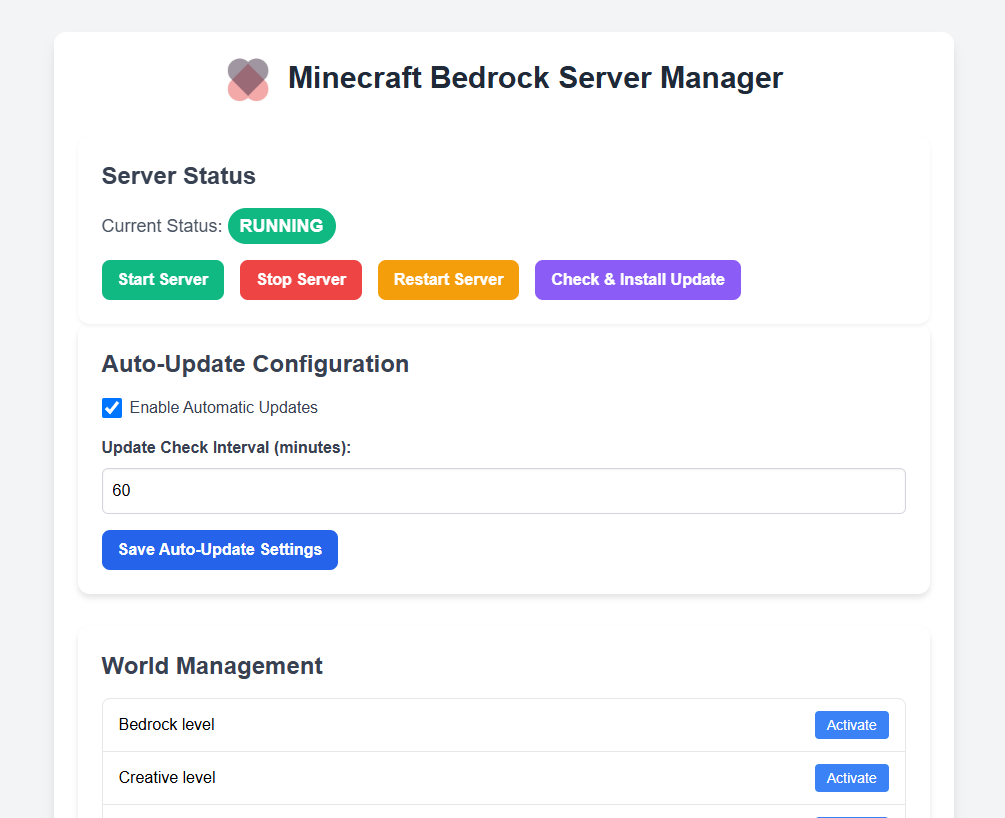 Minecraft Bedrock Server Manager
Server Status
Current Status: RUNNING
Start Server Stop Server Restart Server Check & Install Update
Auto-Update Configuration
Enable Automatic Updates
Update Check Interval (minutes):
60
Save Auto-Update Settings
World Management
Bedrock level Activate
Creative level Activate